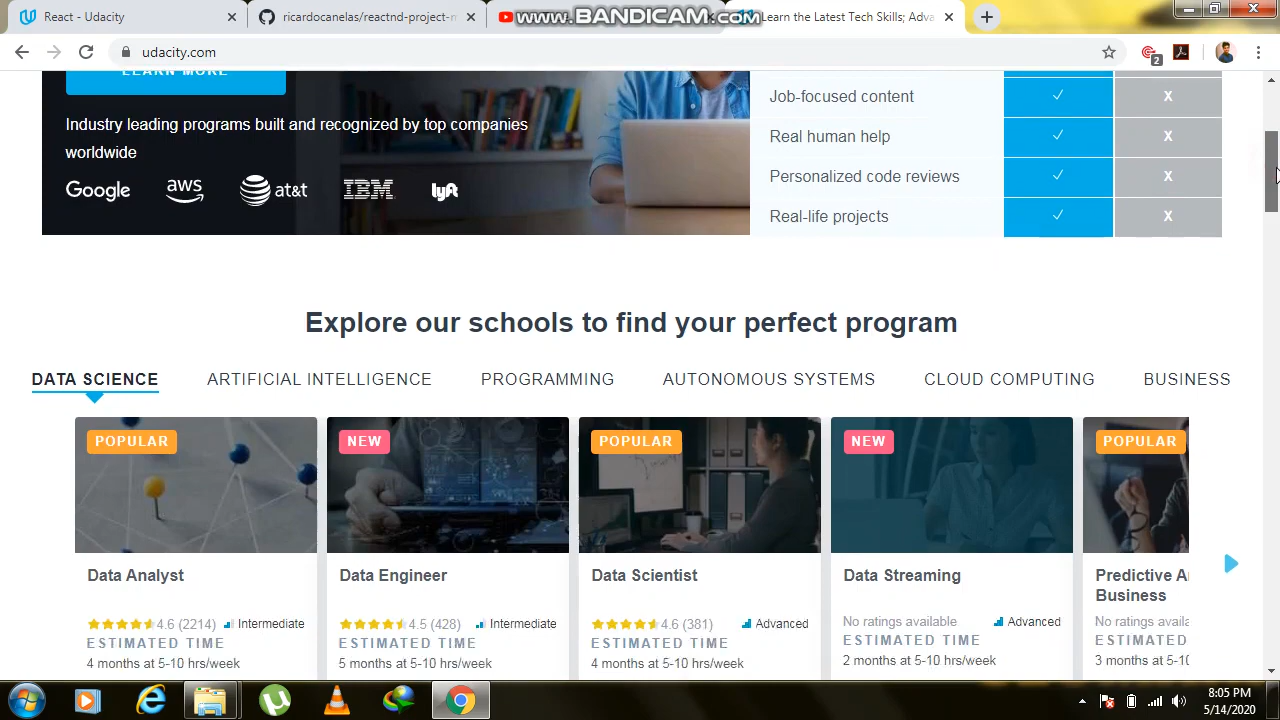 React - Udacity
ricardocanelas/reactnd-project-m
www.BANDICAM.com
Learn the Latest Tech Skills; Adva
udacity.com
2
LEARN MORE
Industry leading programs built and recognized by top companies
worldwide
Google
aws
at&t
IBM
lyft
Job-focused content
X
Real human help
X
Personalized code reviews
X
Real-life projects
X
Explore our schools to find your perfect program
DATA SCIENCE
ARTIFICIAL INTELLIGENCE
PROGRAMMING
AUTONOMOUS SYSTEMS
CLOUD COMPUTING
BUSINESS
POPULAR
NEW
POPULAR
NEW
POPULAR
Data Analyst
4.6 (2214)
Intermediate
ESTIMATED TIME
4 months at 5-10 hrs/week
Data Engineer
4.5 (428)
Intermediate
ESTIMATED TIME
5 months at 5-10 hrs/week
Data Scientist
4.6 (381)
Advanced
ESTIMATED TIME
4 months at 5-10 hrs/week
Data Streaming
No ratings available
Advanced
ESTIMATED TIME
2 months at 5-10 hrs/week
Predictive A
Business
No ratings availa
ESTIMATED
3 months at 5-10
8:05 PM
5/14/2020